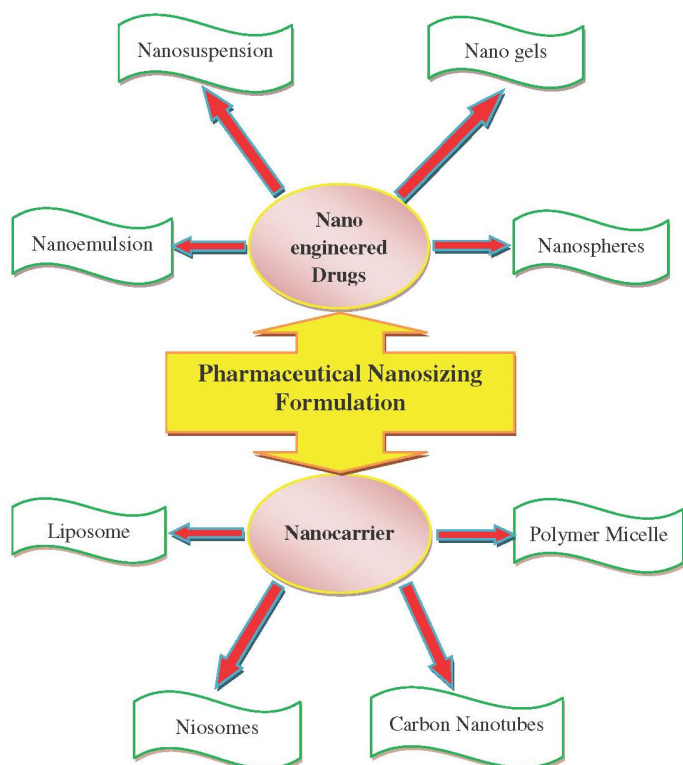 Nanosuspension
Nano gels
Nanoemulsion
Nano
engineered
Drugs
Nanospheres
Pharmaceutical Nanosizing
Formulation
Liposome
Nanocarrier
Polymer Micelle
Niosomes
Carbon Nanotubes